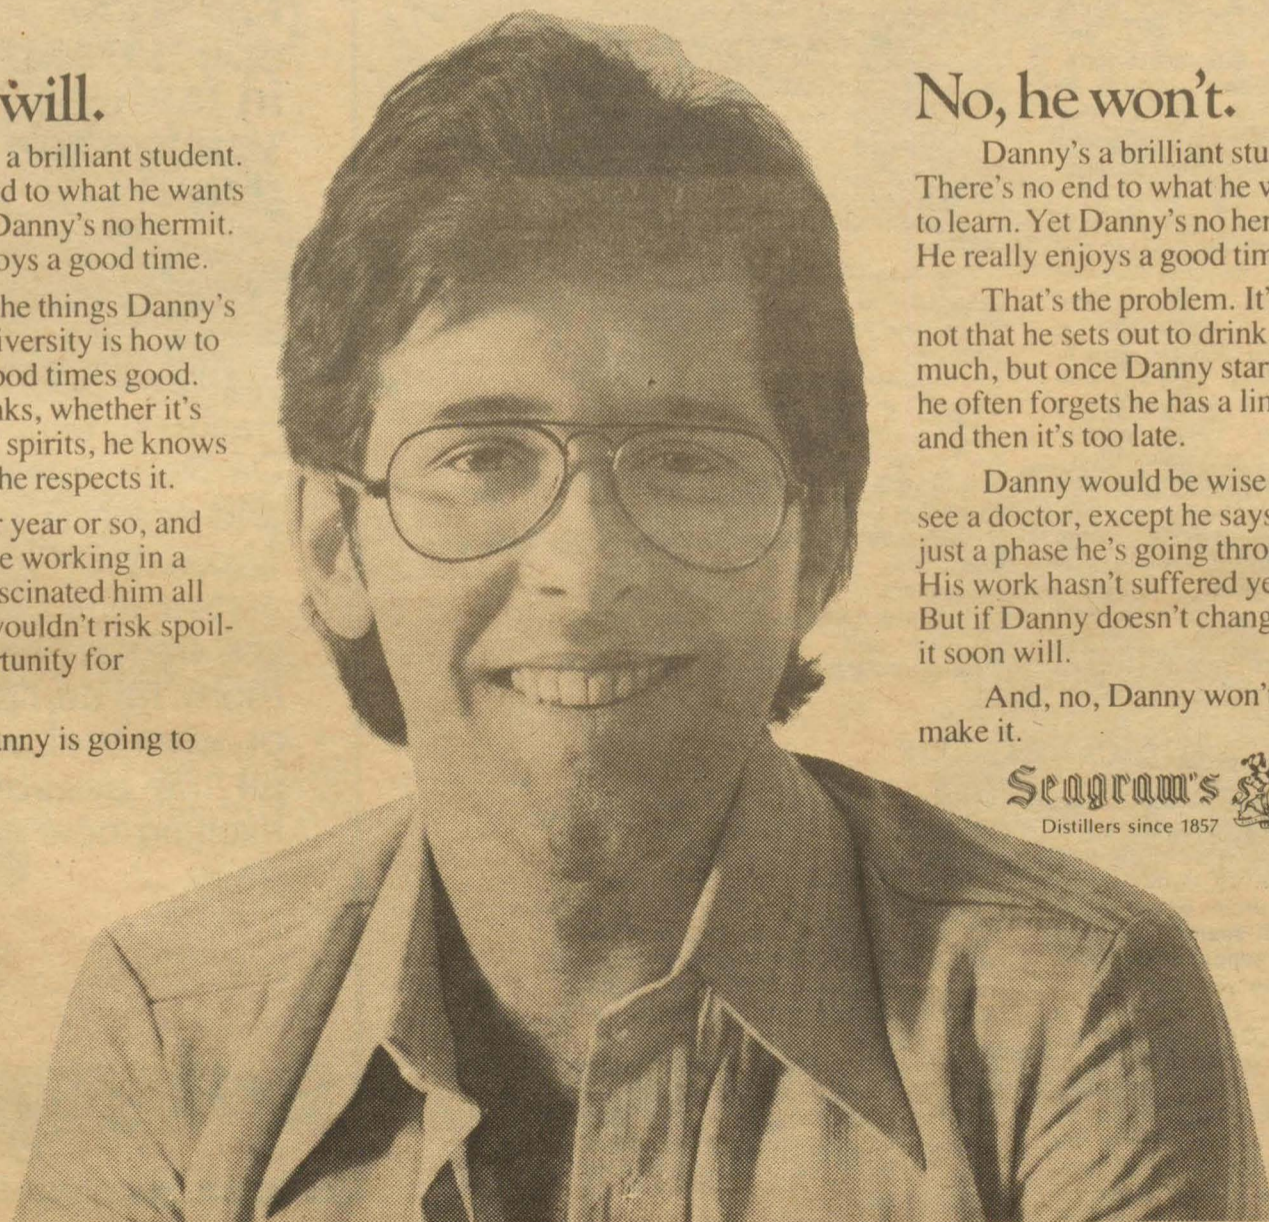 will.
a brilliant student.
d to what he wants
Danny's no hermit.
oys a good time.
he things Danny's
iversity is how to
ood times good.
nks, whether it's
spirits, he knows
he respects it.
r year or so, and
e working in a
scinated him all
vouldn't risk spoil-
tunity for
nny is going to
No, he won't.
Danny's a brilliant stu
There's no end to what he w
to learn. Yet Danny's no her
He really enjoys a good tim
That's the problem. It'
not that he sets out to drink
much, but once Danny star
he often forgets he has a lin
and then it's too late.
Danny would be wise
see a doctor, except he says
just a phase he's going thro
His work hasn't suffered ye
But if Danny doesn't chang
it soon will.
And, no, Danny won'
make it.
Seagram's
Distillers since 1857